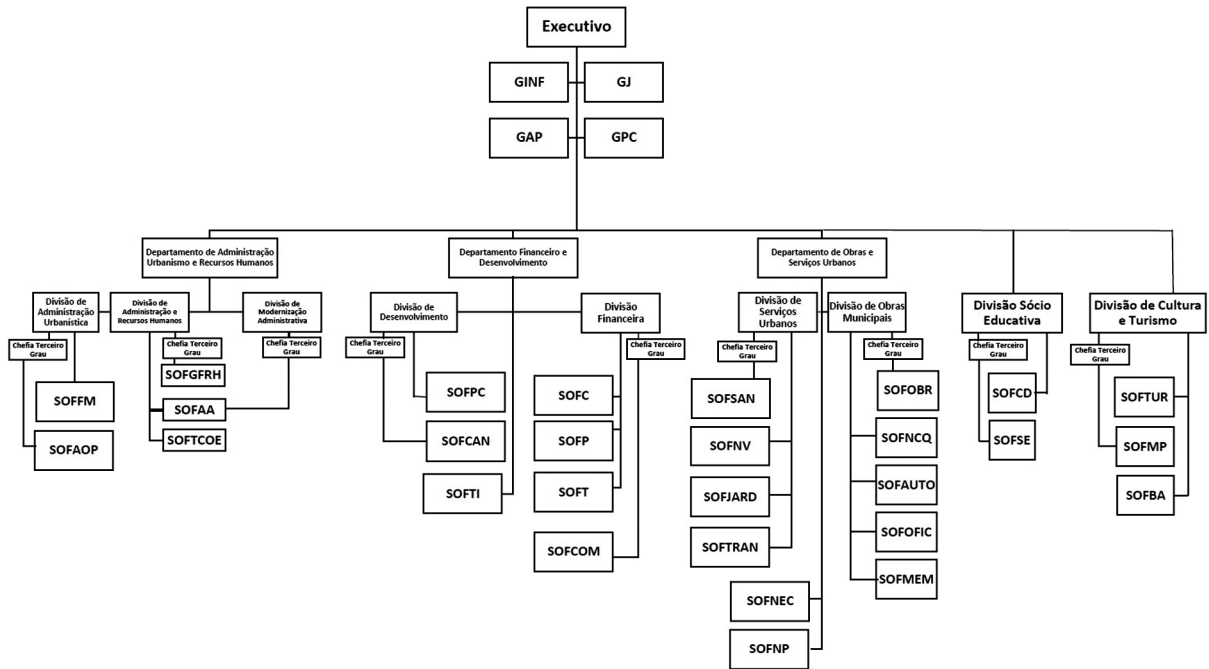 Executivo
GINF
GJ
GAP
GPC
Departamento de Administração
Urbanismo e Recursos Humanos
Departamento Financeiro e
Desenvolvimento
Departamento de Obras e
Serviços Urbanos
Divisão de
Administração
Urbanística
Divisão de
Administração e
Recursos Humanos
Divisão de
Modernização
Administrativa
Divisão de
Desenvolvimento
Divisão
Financeira
Divisão de
Serviços
Urbanos
Divisão de Obras
Municipais
Divisão Sócio
Educativa
Divisão de Cultura
e Turismo
Chefia Terceiro
Grau
Chefia Terceiro
Grau
Chefia Terceiro
Grau
Chefia Terceiro
Grau
Chefia Terceiro
Grau
Chefia Terceiro
Grau
Chefia Terceiro
Grau
Chefia Terceiro
Grau
Chefia Terceiro
Grau
SOFFM
SOFAOP
SOFGFRH
SOFAA
SOFTCOE
SOFPC
SOFCAN
SOFTI
SOFC
SOFP
SOFT
SOFCOM
SOFSAN
SOFNV
SOFJARD
SOFTRAN
SOFNEC
SOFNP
SOFOBR
SOFNCQ
SOFAUTO
SOFOFIC
SOFMEM
SOFCD
SOFSE
SOFTUR
SOFMP
SOFBA